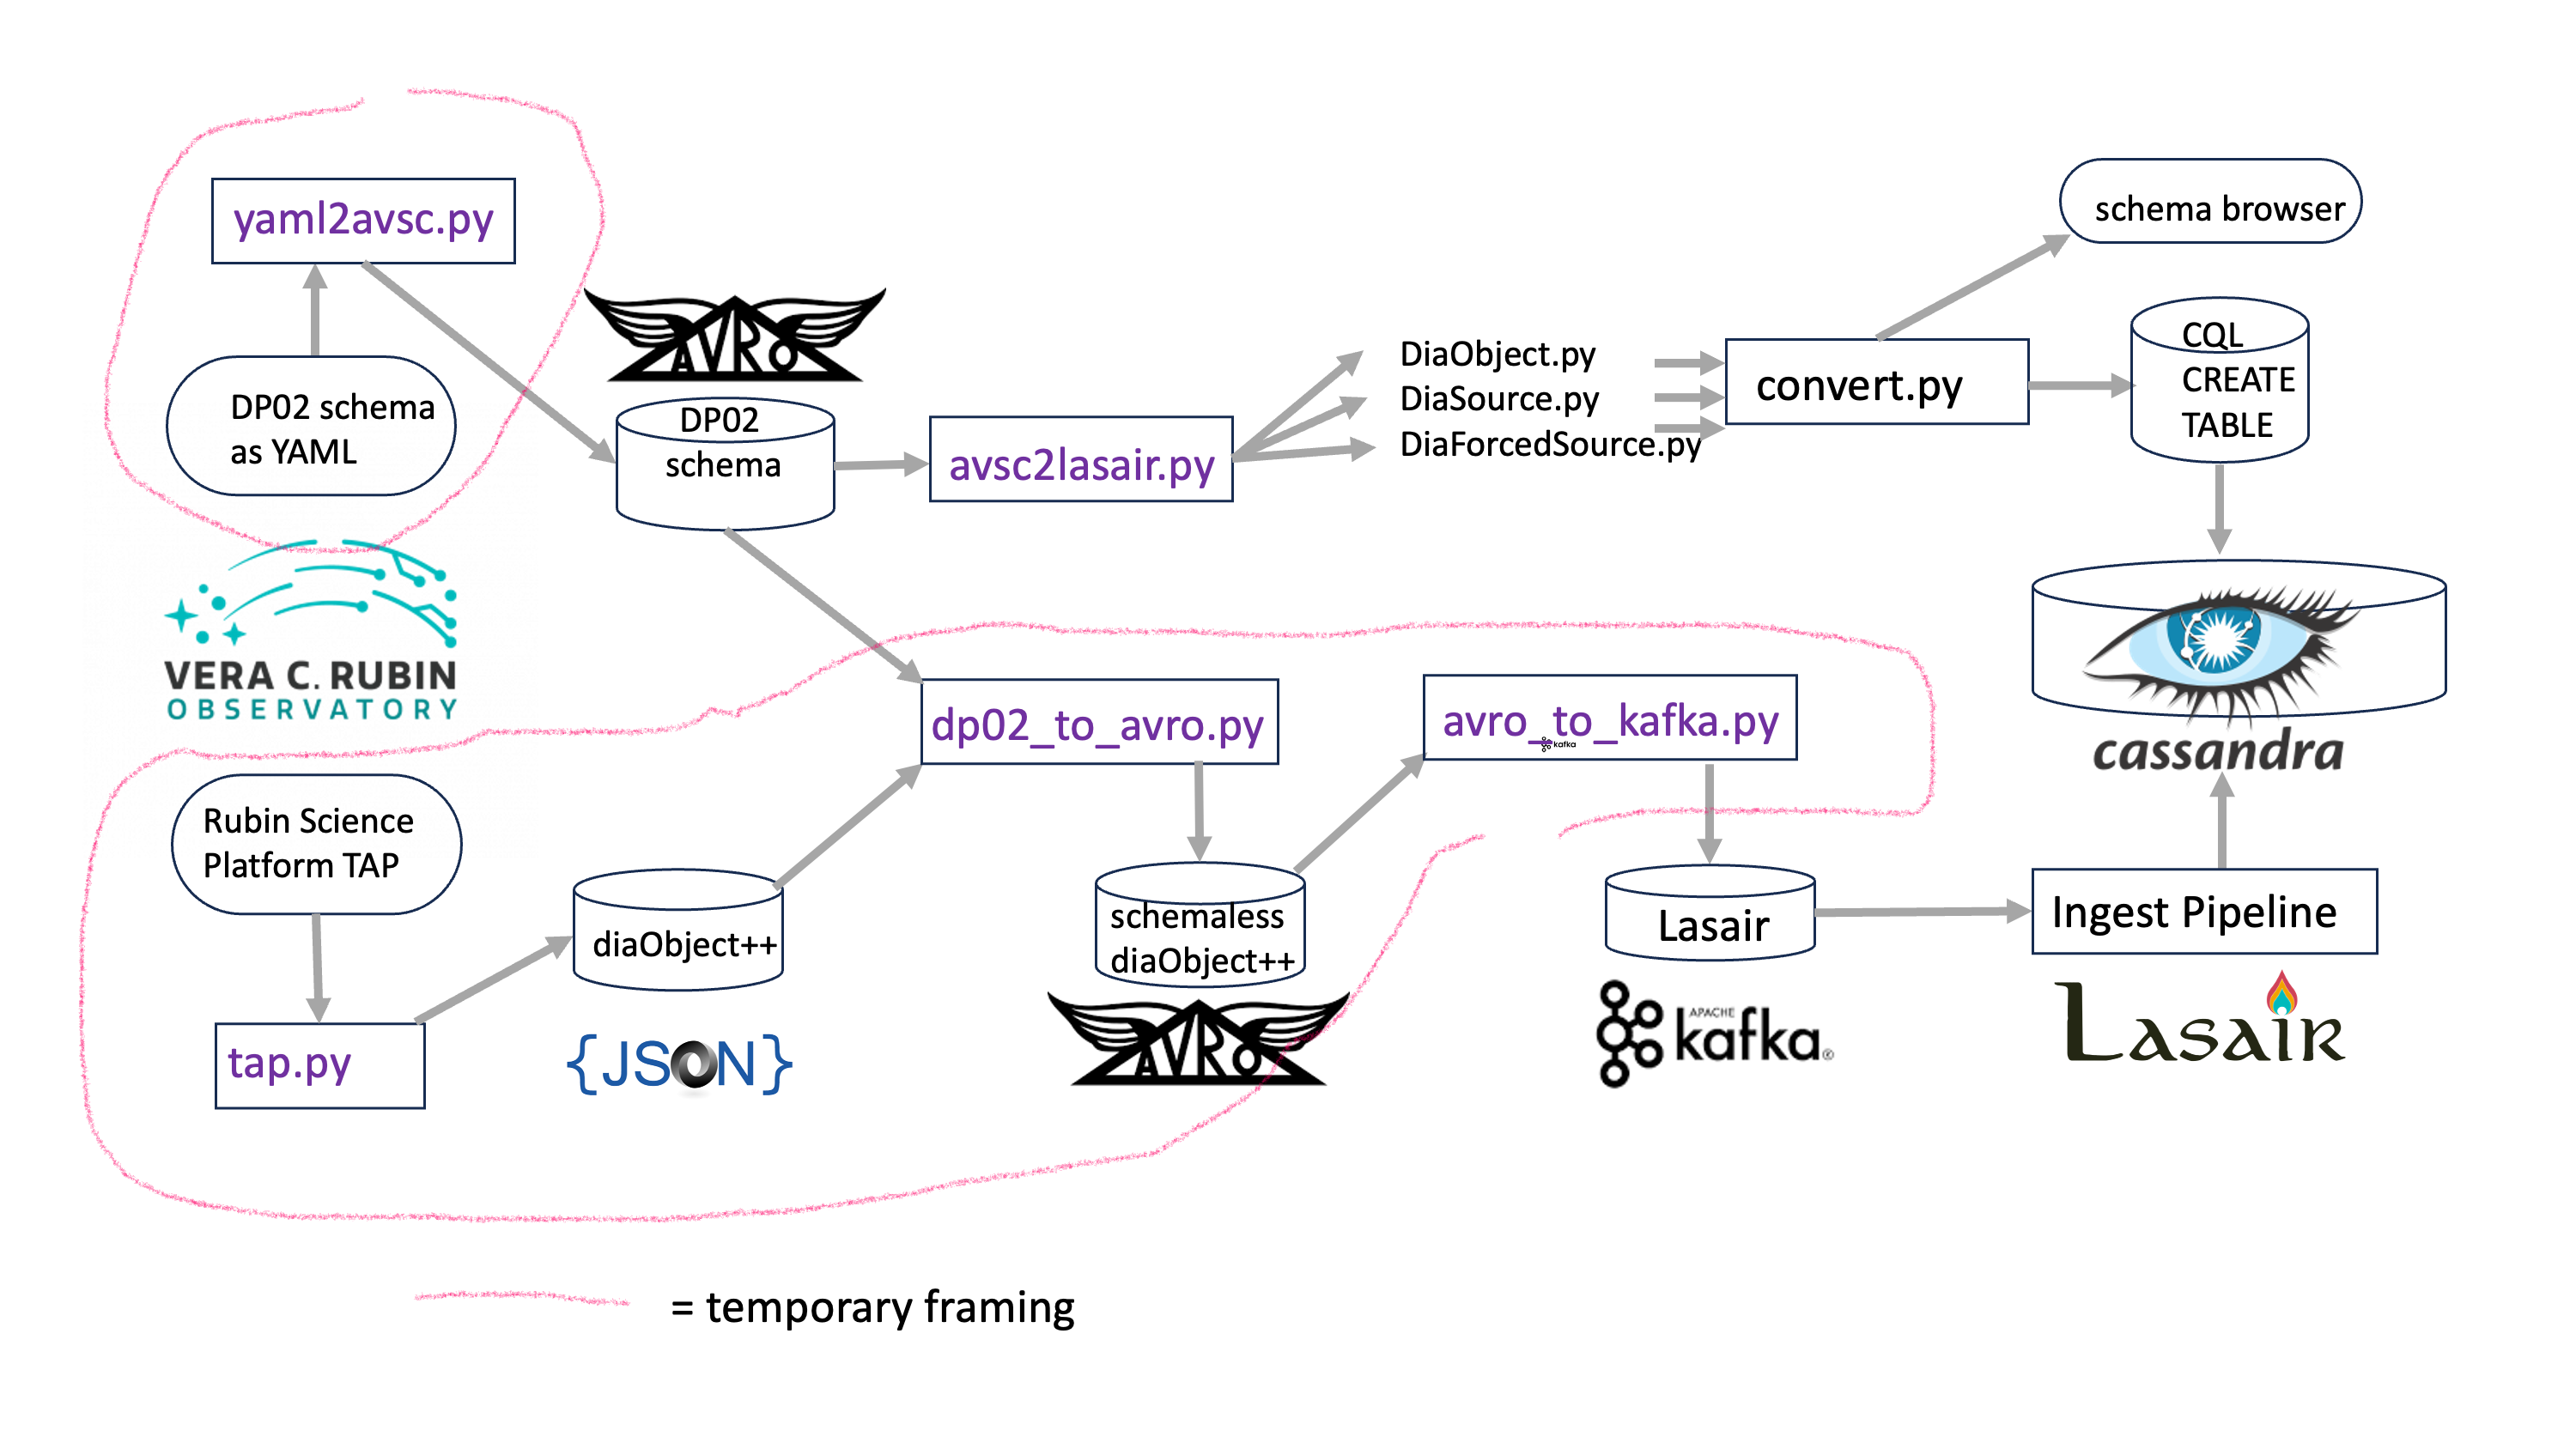 yaml2avsc.py
DP02 schema
as YAML
VERA C. RUBIN
OBSERVATORY
AVRO
DP02
schema
avsc2lasair.py
DiaObject.py
DiaSource.py
DiaForcedSource.py
convert.py
schema browser
CQL
CREATE
TABLE
cassandra
dp02_to_avro.py
avro_to_kafka.py
kafka
Rubin Science
Platform TAP
tap.py
diaObject++
{JSON}
schemaless
diaObject++
AVRO
Lasair
APACHE
kafka®
Ingest Pipeline
Lasair
= temporary framing